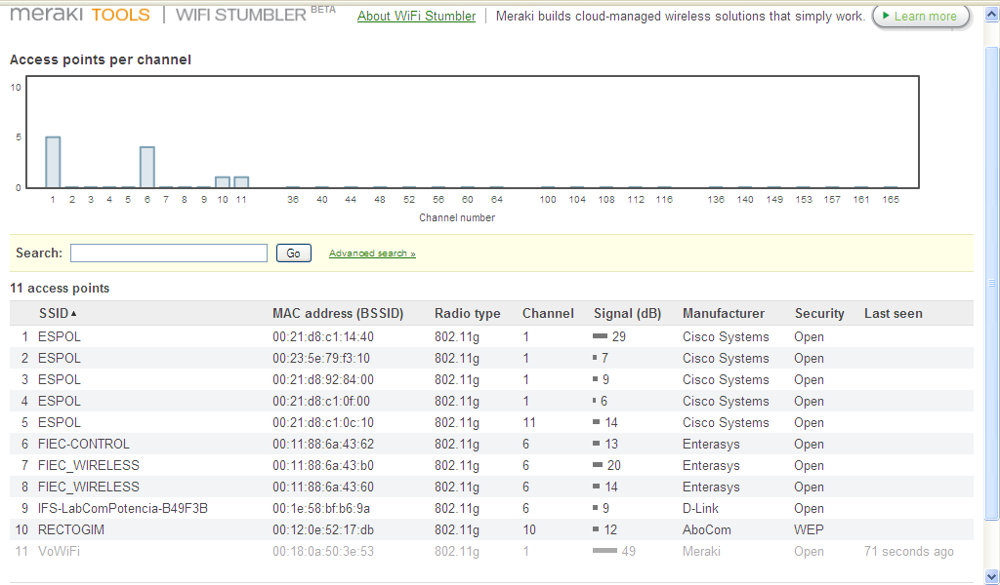 meraki TOOLS | WIFI STUMBLER BETA About WiFi Stumbler | Meraki builds cloud-managed wireless solutions that simply work. Learn more
Access points per channel
10
5
0
1 2 3 4 5 6 7 8 9 10 11 36 40 44 48 52 56 60 64 100 104 108 112 116 136 140 149 153 157 161 165
Channel number
Search: Go Advanced search »
11 access points
SSID MAC address (BSSID) Radio type Channel Signal (dB) Manufacturer Security Last seen
1 ESPOL 00:21:d8:c1:14:40 802.11g 1 29 Cisco Systems Open
2 ESPOL 00:23:5e:79:f3:10 802.11g 1 7 Cisco Systems Open
3 ESPOL 00:21:d8:92:84:00 802.11g 1 9 Cisco Systems Open
4 ESPOL 00:21:d8:c1:0f:00 802.11g 1 6 Cisco Systems Open
5 ESPOL 00:21:d8:c1:0c:10 802.11g 11 14 Cisco Systems Open
6 FIEC-CONTROL 00:11:88:6a:43:62 802.11g 6 13 Enterasys Open
7 FIEC_WIRELESS 00:11:88:6a:43:b0 802.11g 6 20 Enterasys Open
8 FIEC_WIRELESS 00:11:88:6a:43:60 802.11g 6 14 Enterasys Open
9 IFS-LabComPotencia-B49F3B 00:1e:58:bf:b6:9a 802.11g 6 9 D-Link Open
10 RECTOGIM 00:12:0e:52:17:db 802.11g 10 12 AboCom WEP
11 VoWiFi 00:18:0a:50:3e:53 802.11g 1 49 Meraki Open 71 seconds ago